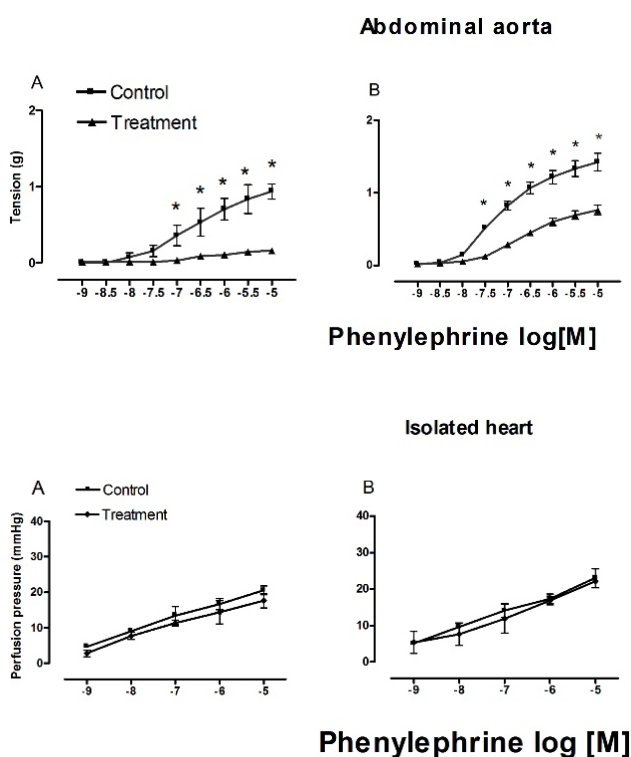 Abdominal aorta
A
Control
Treatment
Tension (g)
2
1
0
-9 -8.5 -8 -7.5 -7 -6.5 -6 -5.5 -5
* * * * *
B
2
1
0
-9 -8.5 -8 -7.5 -7 -6.5 -6 -5.5 -5
* * * * * *
Phenylephrine log[M]
Isolated heart
A
Control
Treatment
Perfusion pressure (mmHg)
40
30
20
10
0
-9 -8 -7 -6 -5
B
40
30
20
10
0
-9 -8 -7 -6 -5
Phenylephrine log [M]